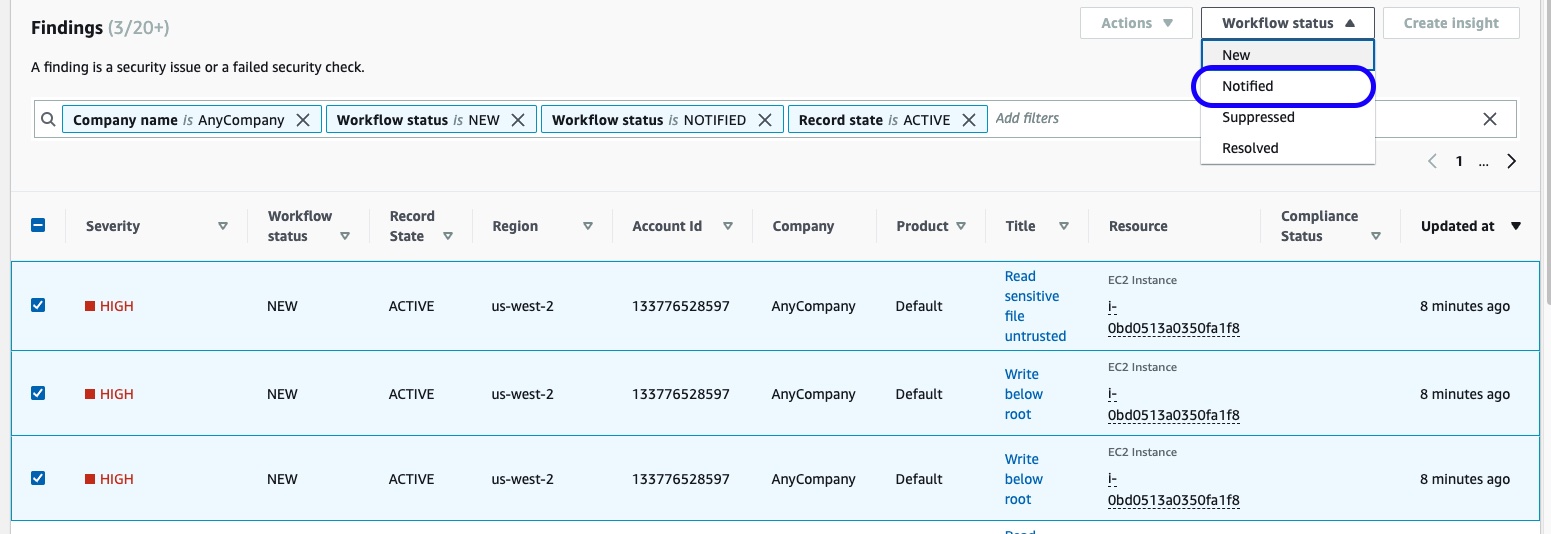 Findings (3/20+)
Actions Workflow status Create insight
New
A finding is a security issue or a failed security check.
Notified
Company name is AnyCompany Workflow status is NEW Workflow status is NOTIFIED Record state is ACTIVE Add filters
Suppressed
Resolved
1 ...
Severity
Workflow
status
Record
State
Region
Account Id
Company
Product
Title
Resource
Compliance
Status
Updated at
HIGH
NEW
ACTIVE
us-west-2
133776528597
AnyCompany
Default
Read
sensitive
file
untrusted
EC2 Instance
i-
0bd0513a0350fa1f8
8 minutes ago
HIGH
NEW
ACTIVE
us-west-2
133776528597
AnyCompany
Default
Write
below
root
EC2 Instance
i-
0bd0513a0350fa1f8
8 minutes ago
HIGH
NEW
ACTIVE
us-west-2
133776528597
AnyCompany
Default
Write
below
root
EC2 Instance
i-
0bd0513a0350fa1f8
8 minutes ago